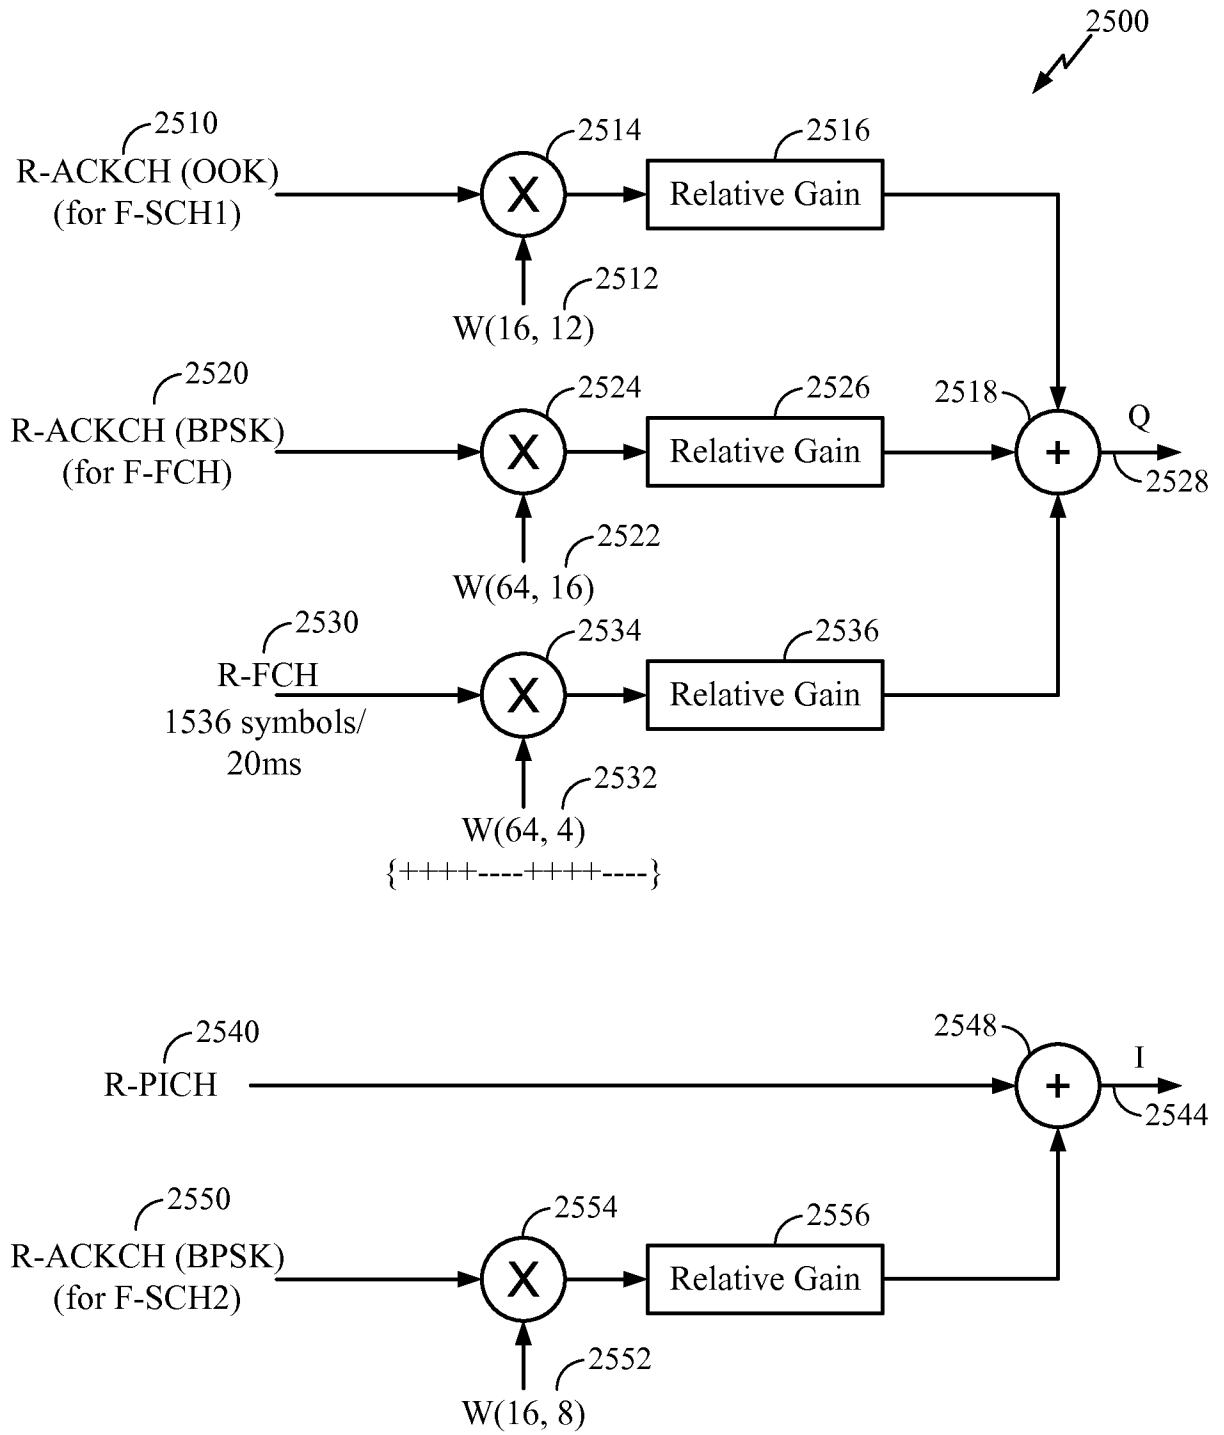 2500
2510
R-ACKCH (OOK)
(for F-SCH1)
2514
X
2516
Relative Gain
2512
W(16, 12)
2520
R-ACKCH (BPSK)
(for F-FCH)
2524
X
2526
Relative Gain
2518
+
Q
2528
2522
W(64, 16)
2530
R-FCH
1536 symbols/
20ms
2534
X
2536
Relative Gain
2532
W(64, 4)
{++++----++++----}
2540
R-PICH
2548
+
I
2544
2550
R-ACKCH (BPSK)
(for F-SCH2)
2554
X
2556
Relative Gain
2552
W(16, 8)